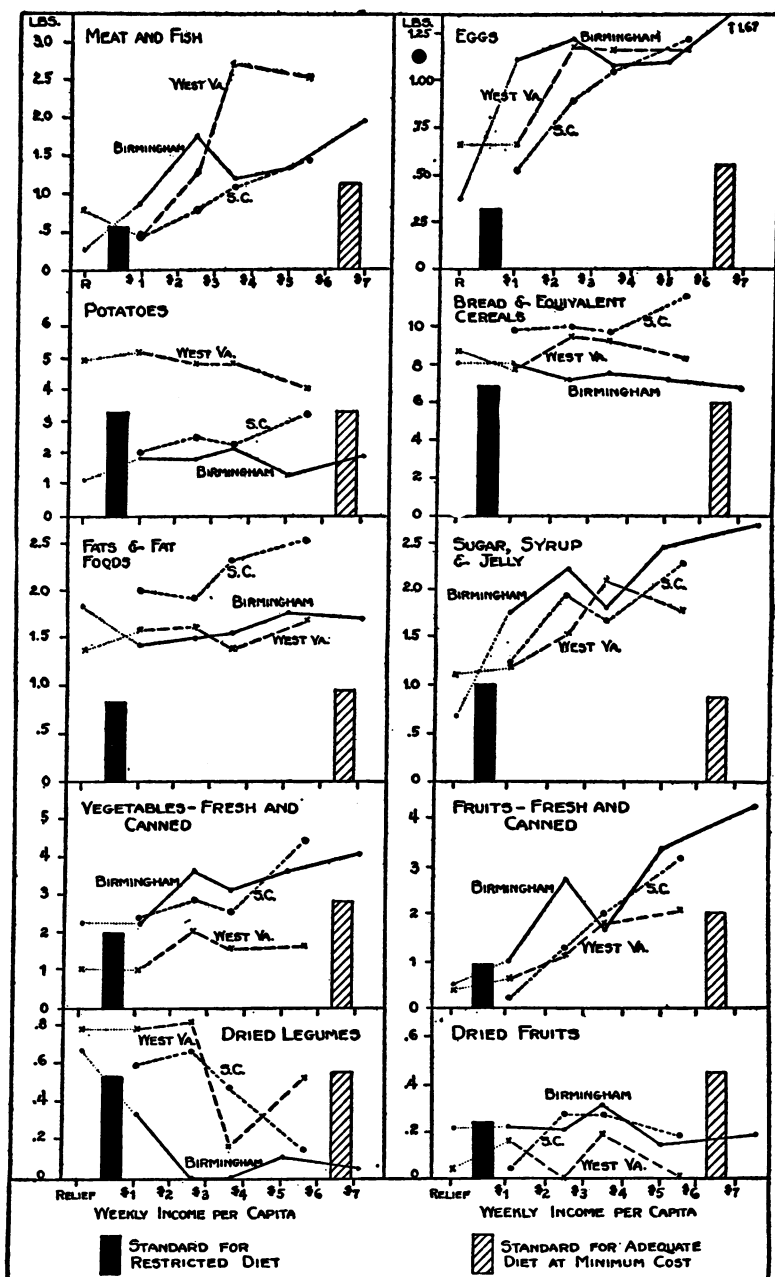 LBS.
MEAT AND FISH
3.0
2.5
2.0
1.5
1.0
.5
0
WEST VA.
BIRMINGHAM
S.C.
R $1 $2 $3 $4 $5 $6 $7
LBS.
EGGS
1.25
1.00
.75
.50
.25
0
↑1.67
BIRMINGHAM
WEST VA.
S.C.
R $1 $2 $3 $4 $5 $6 $7
POTATOES
6
5
4
3
2
1
0
WEST VA.
S.C.
BIRMINGHAM
BREAD & EQUIVALENT
CEREALS
10
8
6
4
2
0
S.C.
WEST VA.
BIRMINGHAM
FATS & FAT
FOODS
2.5
2.0
1.5
1.0
.5
0
S.C.
BIRMINGHAM
WEST VA.
SUGAR, SYRUP
& JELLY
2.5
2.0
1.5
1.0
.5
0
BIRMINGHAM
S.C.
WEST VA.
VEGETABLES-FRESH AND
CANNED
5
4
3
2
1
0
BIRMINGHAM
S.C.
WEST VA.
FRUITS-FRESH AND
CANNED
4
3
2
1
0
BIRMINGHAM
S.C.
WEST VA.
DRIED LEGUMES
.8
.6
.4
.2
0
WEST VA.
S.C.
BIRMINGHAM
RELIEF $1 $2 $3 $4 $5 $6 $7
WEEKLY INCOME PER CAPITA
DRIED FRUITS
.6
.4
.2
0
BIRMINGHAM
S.C.
WEST VA.
RELIEF $1 $2 $3 $4 $5 $6 $7
WEEKLY INCOME PER CAPITA
STANDARD FOR
RESTRICTED DIET
STANDARD FOR ADEQUATE
DIET AT MINIMUM COST